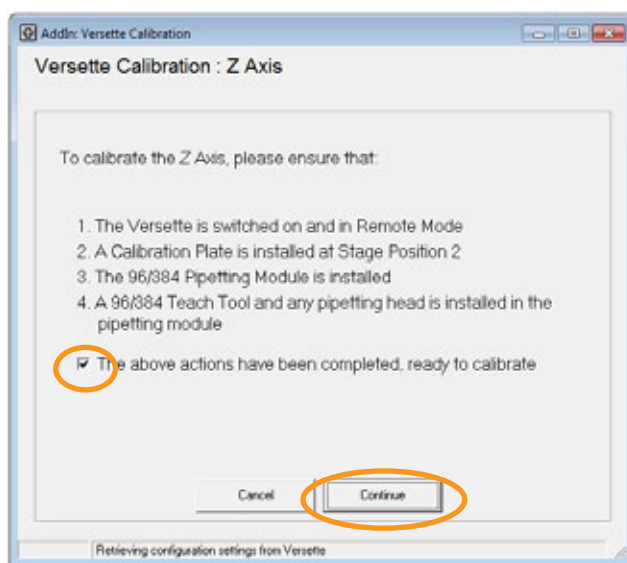 AddIn: Versette Calibration
Versette Calibration : Z Axis
To calibrate the Z Axis, please ensure that:
1. The Versette is switched on and in Remote Mode
2. A Calibration Plate is installed at Stage Position 2
3. The 96/384 Pipetting Module is installed
4. A 96/384 Teach Tool and any pipetting head is installed in the
pipetting module
The above actions have been completed, ready to calibrate
Cancel Continue
Retrieving configuration settings from Versette